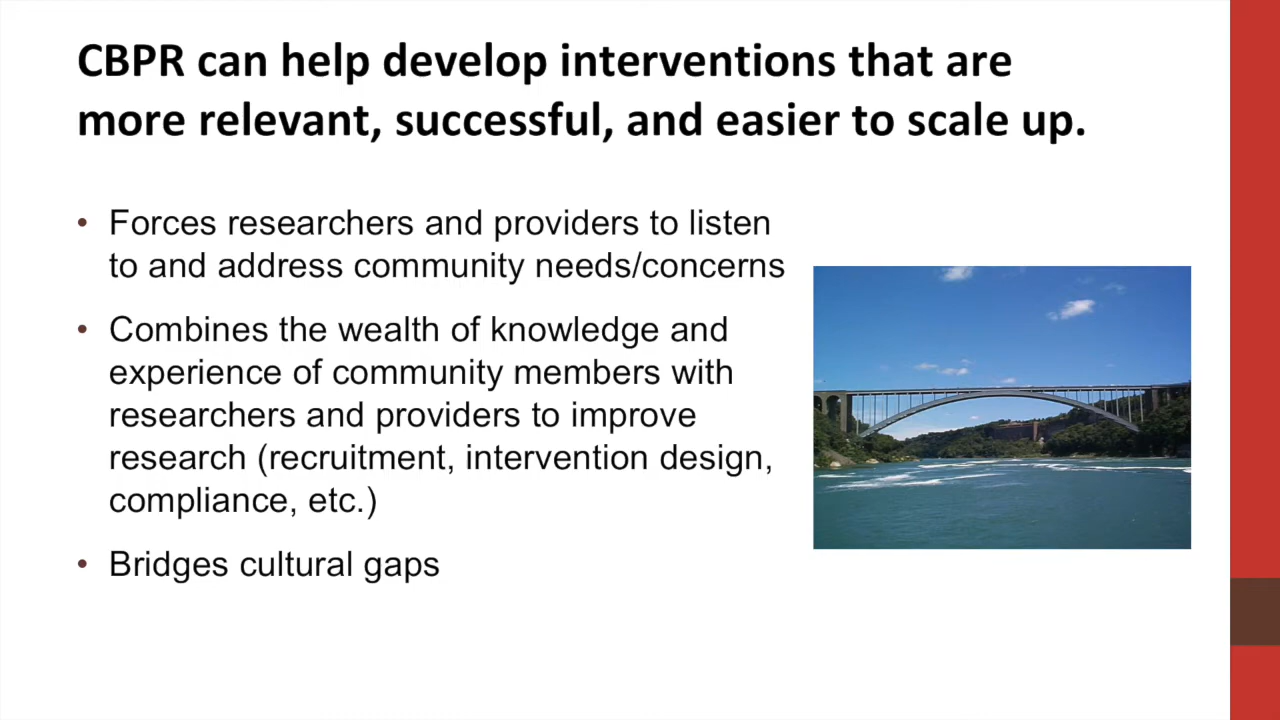 CBPR can help develop interventions that are
more relevant, successful, and easier to scale up.
• Forces researchers and providers to listen
to and address community needs/concerns
• Combines the wealth of knowledge and
experience of community members with
researchers and providers to improve
research (recruitment, intervention design,
compliance, etc.)
• Bridges cultural gaps